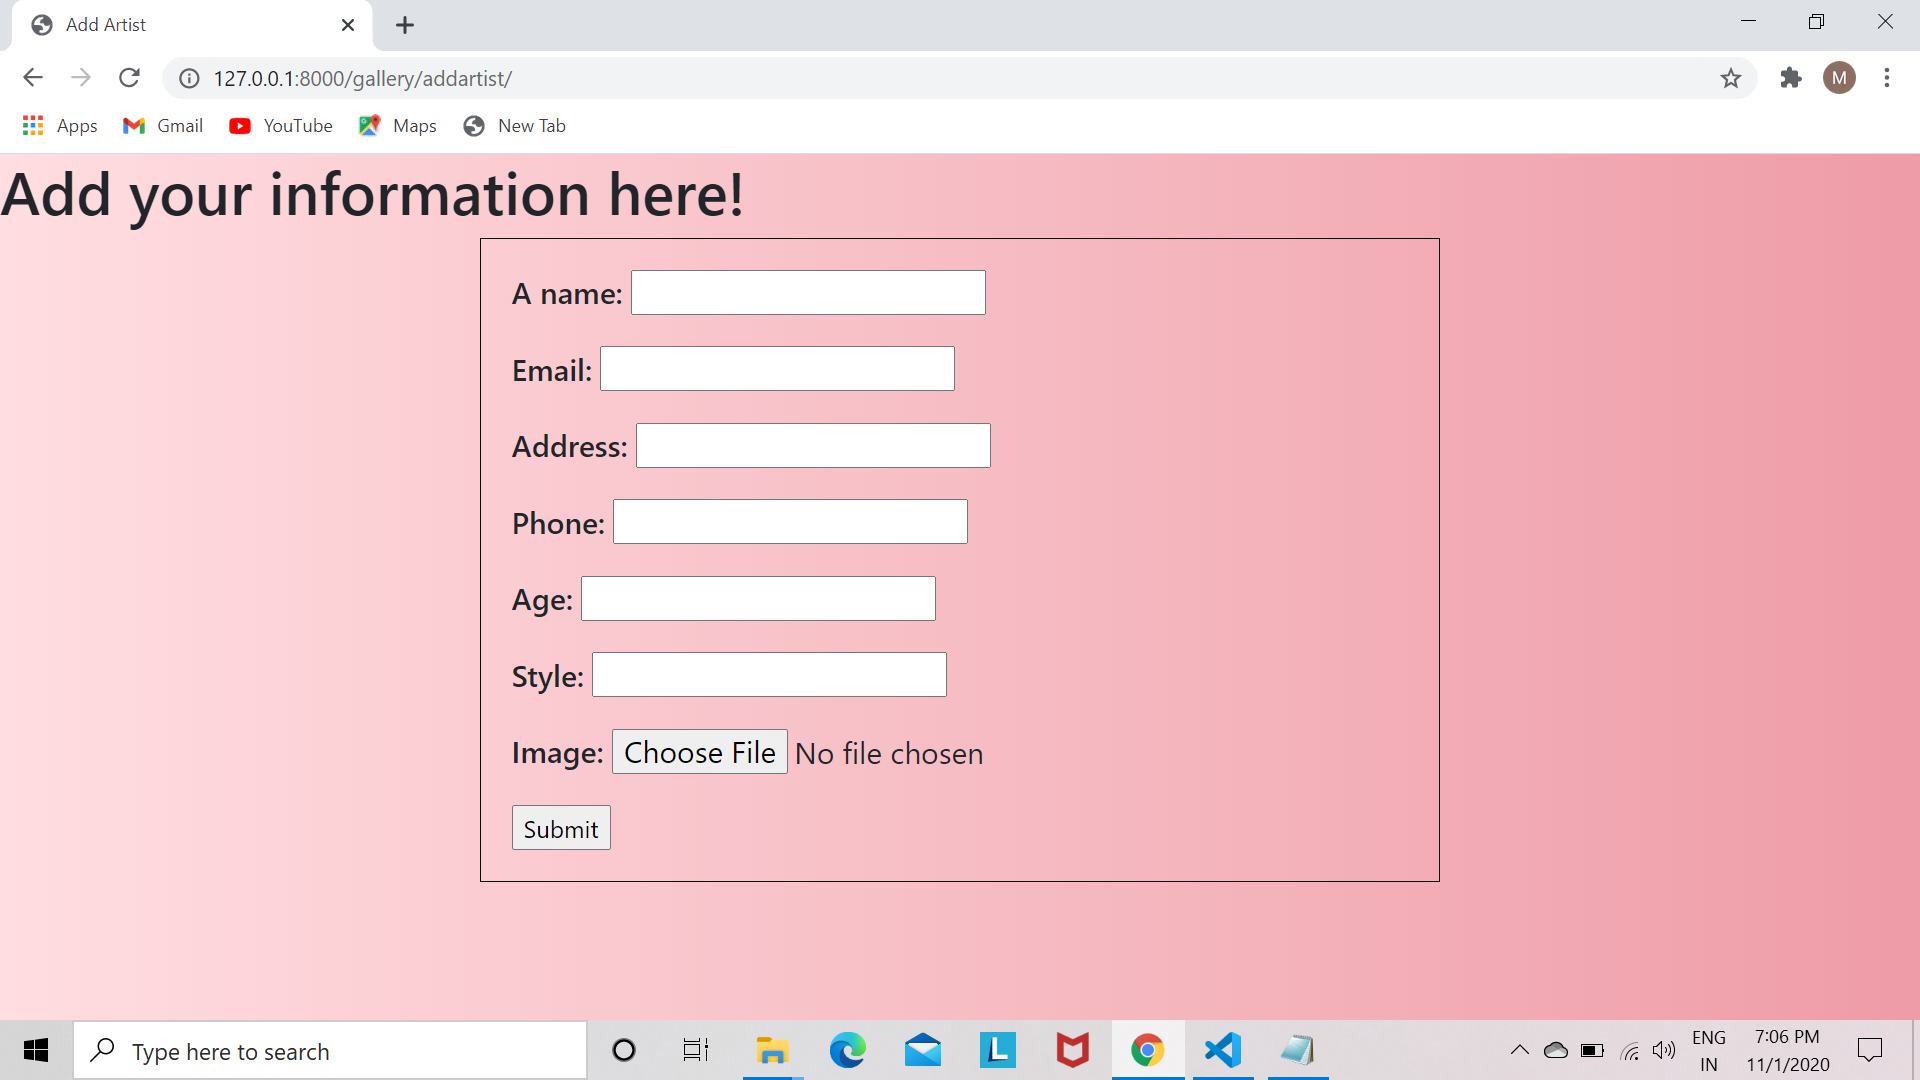 Add Artist
127.0.0.1:8000/gallery/addartist/
M
Apps Gmail YouTube Maps New Tab
Add your information here!
A name:
Email:
Address:
Phone:
Age:
Style:
Image: Choose File No file chosen
Submit
Type here to search
L
ENG 7:06 PM
IN 11/1/2020